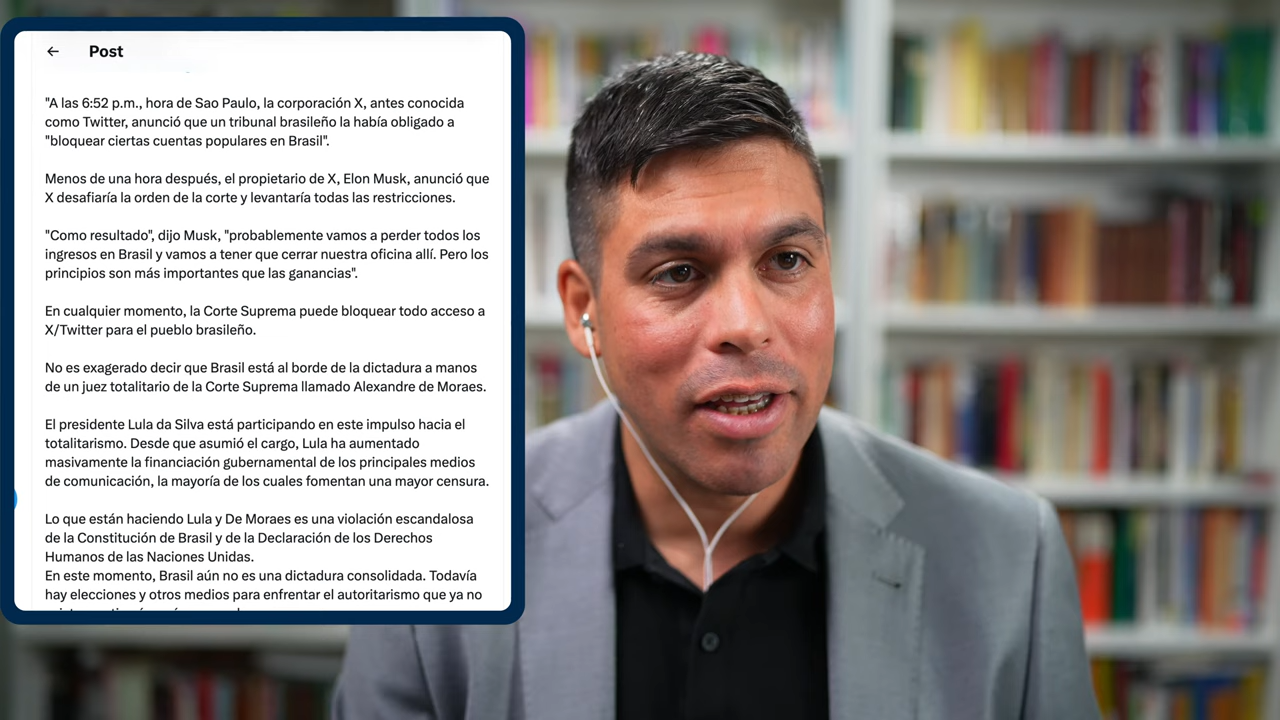 Post
"A las 6:52 p.m., hora de Sao Paulo, la corporación X, antes conocida
como Twitter, anunció que un tribunal brasileño la había obligado a
"bloquear ciertas cuentas populares en Brasil".
Menos de una hora después, el propietario de X, Elon Musk, anunció que
X desafiaría la orden de la corte y levantaría todas las restricciones.
"Como resultado", dijo Musk, "probablemente vamos a perder todos los
ingresos en Brasil y vamos a tener que cerrar nuestra oficina allí. Pero los
principios son más importantes que las ganancias".
En cualquier momento, la Corte Suprema puede bloquear todo acceso a
X/Twitter para el pueblo brasileño.
No es exagerado decir que Brasil está al borde de la dictadura a manos
de un juez totalitario de la Corte Suprema llamado Alexandre de Moraes.
El presidente Lula da Silva está participando en este impulso hacia el
totalitarismo. Desde que asumió el cargo, Lula ha aumentado
masivamente la financiación gubernamental de los principales medios
de comunicación, la mayoría de los cuales fomentan una mayor censura.
Lo que están haciendo Lula y De Moraes es una violación escandalosa
de la Constitución de Brasil y de la Declaración de los Derechos
Humanos de las Naciones Unidas.
En este momento, Brasil aún no es una dictadura consolidada. Todavía
hay elecciones y otros medios para enfrentar el autoritarismo que ya no